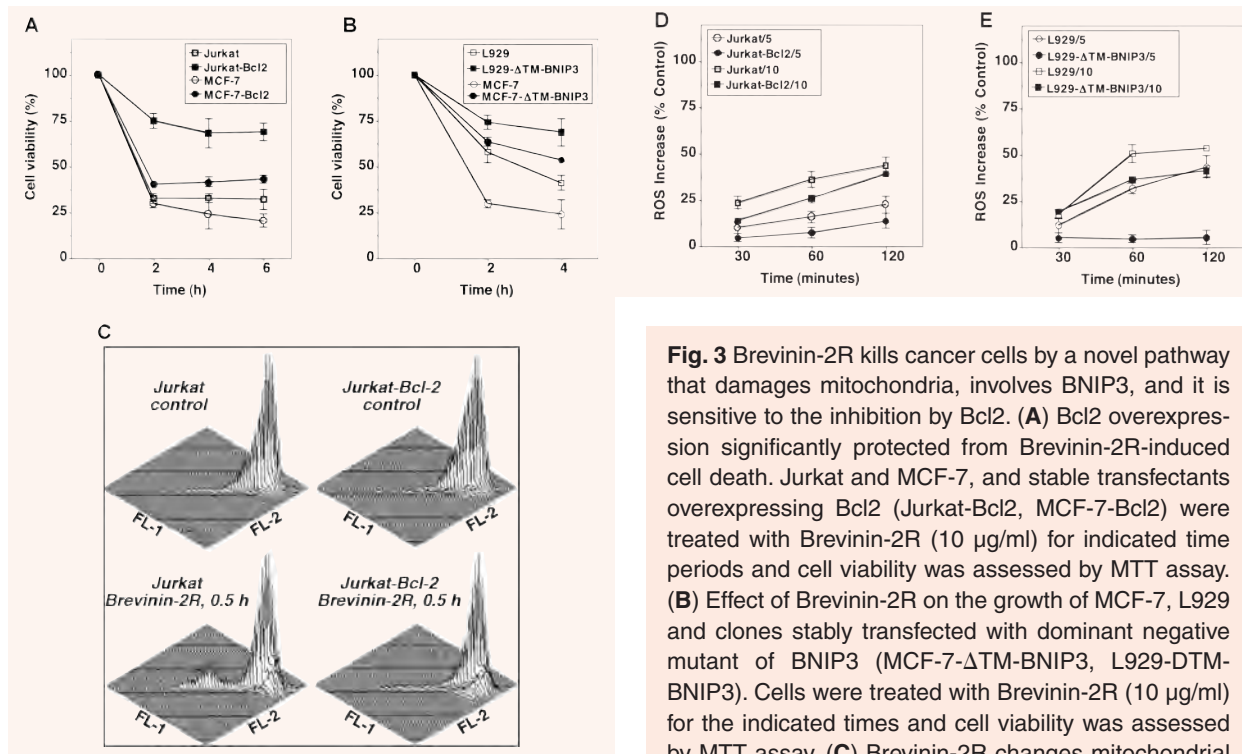 A
Cell viability (%)
100
75
50
25
0
Jurkat
Jurkat-Bcl2
MCF-7
MCF-7-Bcl2
0 2 4 6
Time (h)
B
Cell viability (%)
100
75
50
25
0
L929
L929-ΔTM-BNIP3
MCF-7
MCF-7-ΔTM-BNIP3
0 2 4
Time (h)
D
ROS Increase (% Control)
100
75
50
25
0
Jurkat/5
Jurkat-Bcl2/5
Jurkat/10
Jurkat-Bcl2/10
30 60 120
Time (minutes)
E
ROS Increase (% Control)
100
75
50
25
0
L929/5
L929-ΔTM-BNIP3/5
L929/10
L929-ΔTM-BNIP3/10
30 60 120
Time (minutes)
C
Jurkat
control
FL-1 FL-2
Jurkat-Bcl-2
control
FL-1 FL-2
Jurkat
Brevinin-2R, 0.5 h
FL-1 FL-2
Jurkat-Bcl-2
Brevinin-2R, 0.5 h
FL-1 FL-2
Fig. 3 Brevinin-2R kills cancer cells by a novel pathway
that damages mitochondria, involves BNIP3, and it is
sensitive to the inhibition by Bcl2. (A) Bcl2 overexpres-
sion significantly protected from Brevinin-2R-induced
cell death. Jurkat and MCF-7, and stable transfectants
overexpressing Bcl2 (Jurkat-Bcl2, MCF-7-Bcl2) were
treated with Brevinin-2R (10 µg/ml) for indicated time
periods and cell viability was assessed by MTT assay.
(B) Effect of Brevinin-2R on the growth of MCF-7, L929
and clones stably transfected with dominant negative
mutant of BNIP3 (MCF-7-ΔTM-BNIP3, L929-DTM-
BNIP3). Cells were treated with Brevinin-2R (10 µg/ml)
for the indicated times and cell viability was assessed
by MTT assay. (C) Brevinin-2R changes mitochondrial